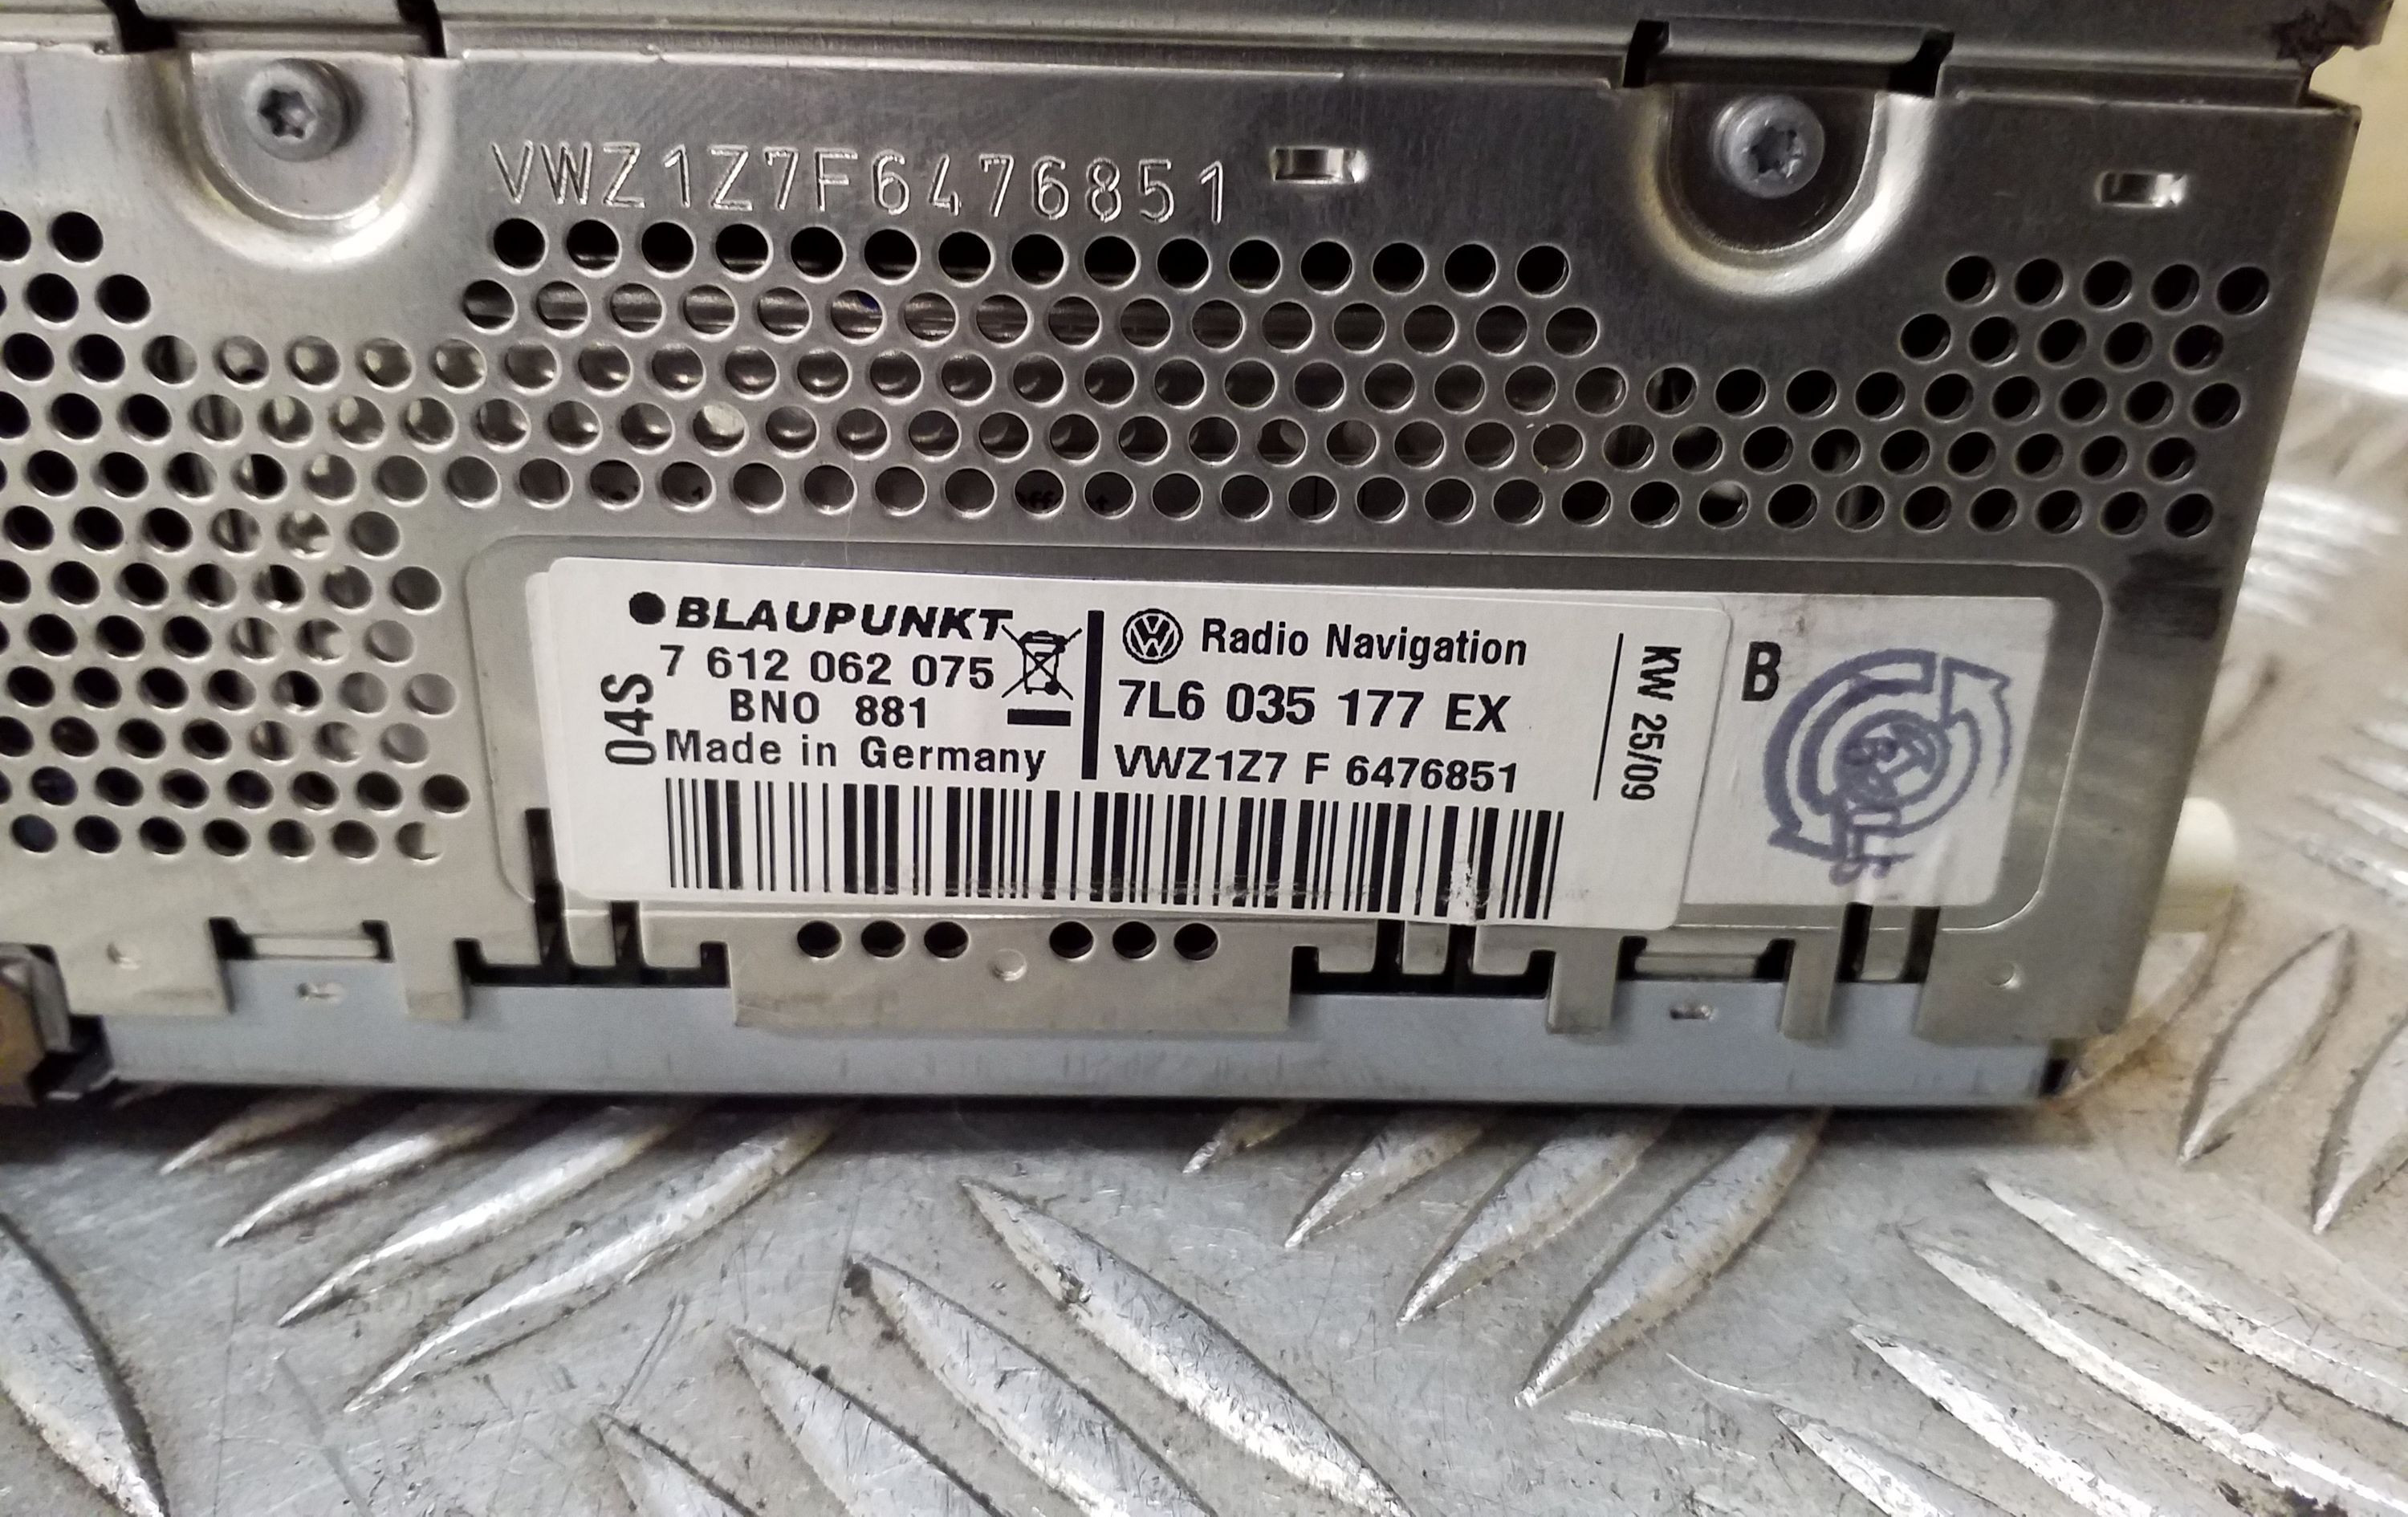 VWZ1Z7F6476851
BLAUPUNKT
7 612 062 075
BNO 881
Made in Germany
04S
Radio Navigation
7L6 035 177 EX
VWZ1Z7 F 6476851
KW 25/09
B